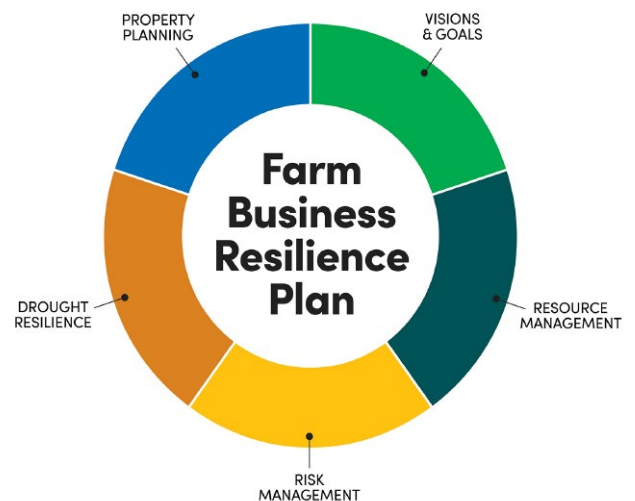 PROPERTY
PLANNING
VISIONS
& GOALS
Farm
Business
Resilience
Plan
DROUGHT
RESILIENCE
RESOURCE
MANAGEMENT
RISK
MANAGEMENT